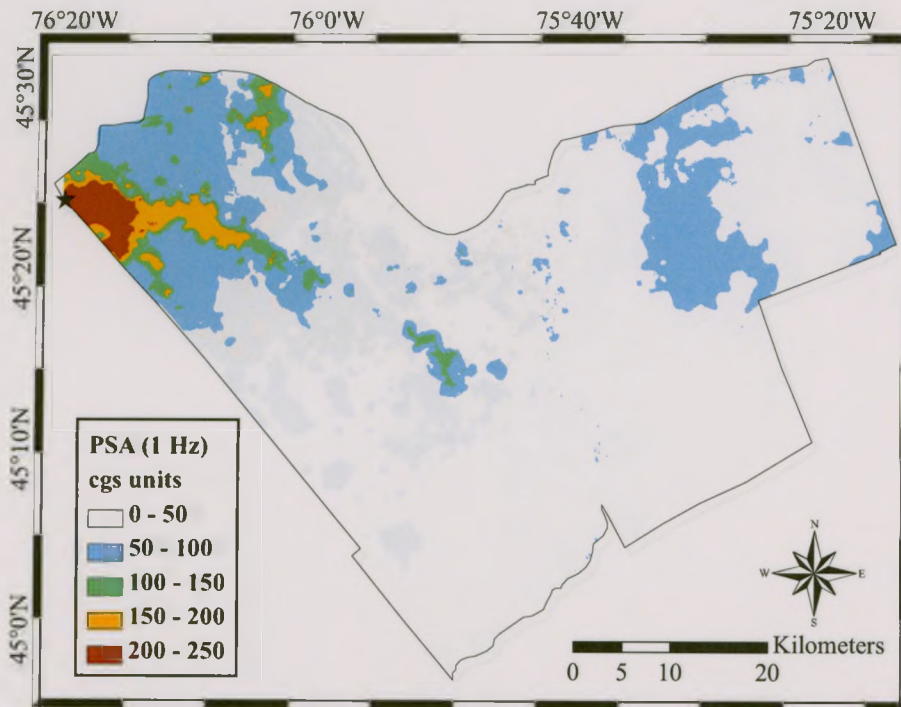 76°20'W 76°0'W 75°40'W 75°20'W
45°30'N
45°20'N
45°10'N
45°0'N
PSA (1 Hz)
cgs units
0 - 50
50 - 100
100 - 150
150 - 200
200 - 250
N
W E
S
Kilometers
0 5 10 20